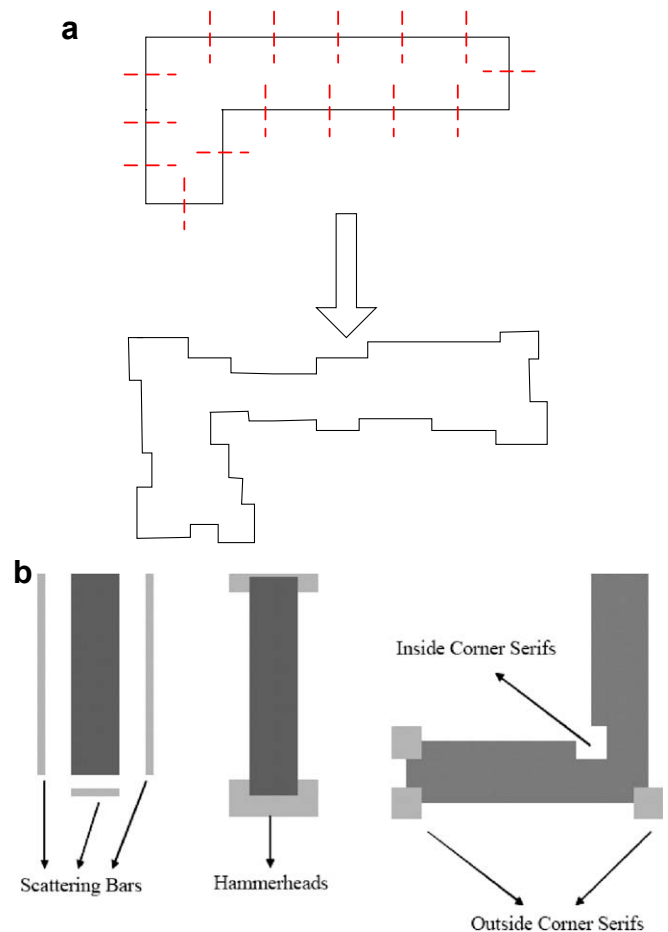 a
b
Inside Corner Serifs
Scattering Bars
Hammerheads
Outside Corner Serifs